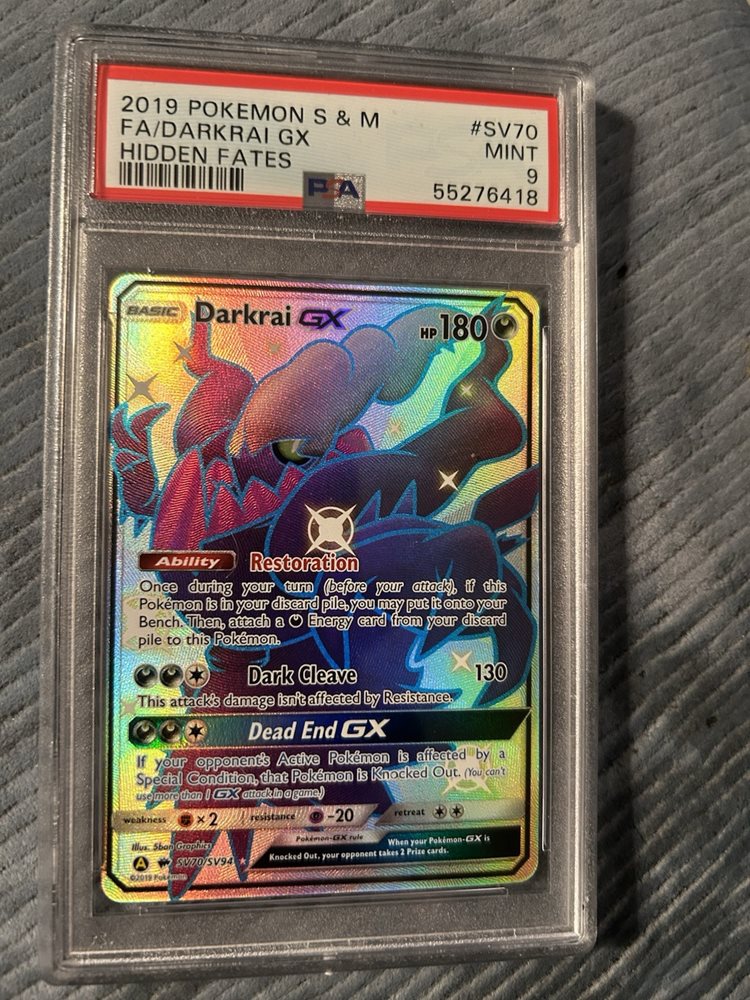 2019 POKEMON S & M #SV70
FA/DARKRAI GX MINT
HIDDEN FATES 9
PSA 55276418
BASIC Darkrai GX HP180
Ability Restoration
Once during your turn (before your attack), if this
Pokémon is in your discard pile, you may put it onto your
Bench. Then, attach a Energy card from your discard
pile to this Pokémon.
Dark Cleave 130
This attack's damage isn't affected by Resistance.
Dead End GX
If your opponent's Active Pokémon is affected by a
Special Condition, that Pokémon is Knocked Out. (You can't
use more than 1 GX attack in a game.)
weakness ×2 resistance -20 retreat
Illus. 5ban Graphics Pokémon-GX rule When your Pokémon-GX is
Knocked Out, your opponent takes 2 Prize cards.
A SV70/SV94
©2019 Pokémon